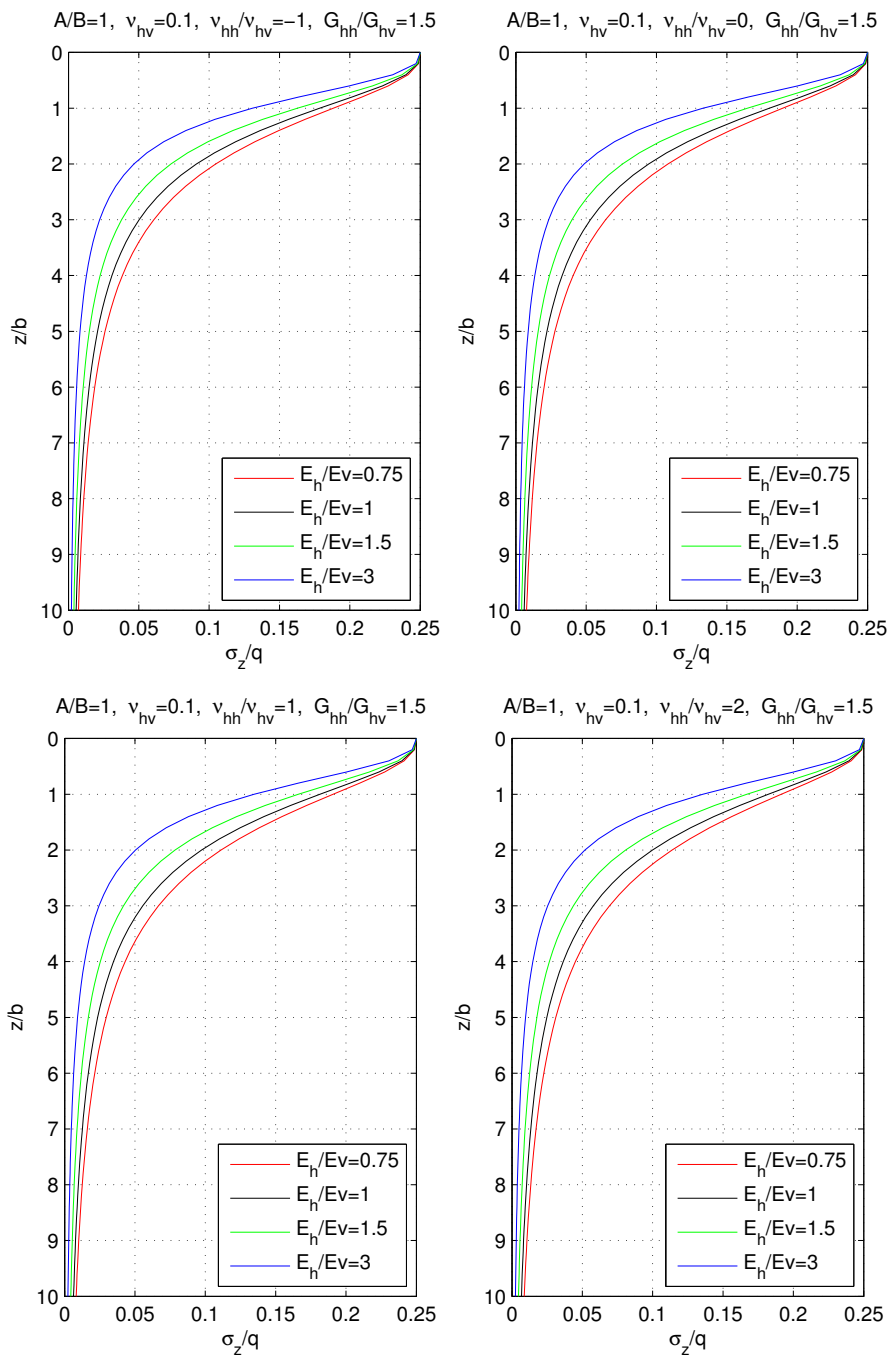 A/B=1, ν_hv=0.1, ν_hh/ν_hv=−1, G_hh/G_hv=1.5
0
1
2
3
4
5
6
7
8
9
10
z/b
E_h/Ev=0.75
E_h/Ev=1
E_h/Ev=1.5
E_h/Ev=3
0 0.05 0.1 0.15 0.2 0.25
σ_z/q
A/B=1, ν_hv=0.1, ν_hh/ν_hv=0, G_hh/G_hv=1.5
0
1
2
3
4
5
6
7
8
9
10
z/b
E_h/Ev=0.75
E_h/Ev=1
E_h/Ev=1.5
E_h/Ev=3
0 0.05 0.1 0.15 0.2 0.25
σ_z/q
A/B=1, ν_hv=0.1, ν_hh/ν_hv=1, G_hh/G_hv=1.5
0
1
2
3
4
5
6
7
8
9
10
z/b
E_h/Ev=0.75
E_h/Ev=1
E_h/Ev=1.5
E_h/Ev=3
0 0.05 0.1 0.15 0.2 0.25
σ_z/q
A/B=1, ν_hv=0.1, ν_hh/ν_hv=2, G_hh/G_hv=1.5
0
1
2
3
4
5
6
7
8
9
10
z/b
E_h/Ev=0.75
E_h/Ev=1
E_h/Ev=1.5
E_h/Ev=3
0 0.05 0.1 0.15 0.2 0.25
σ_z/q